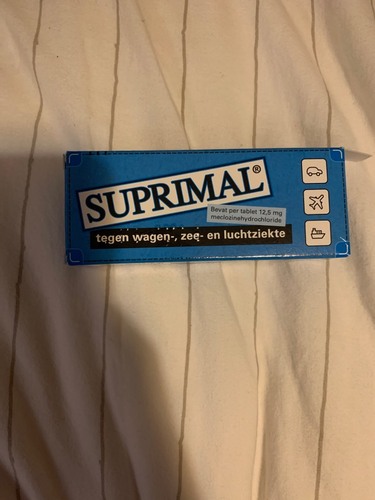 SUPRIMAL®
Bevat per tablet 12,5 mg
meclozinehydrochloride
tegen wagen-, zee- en luchtziekte